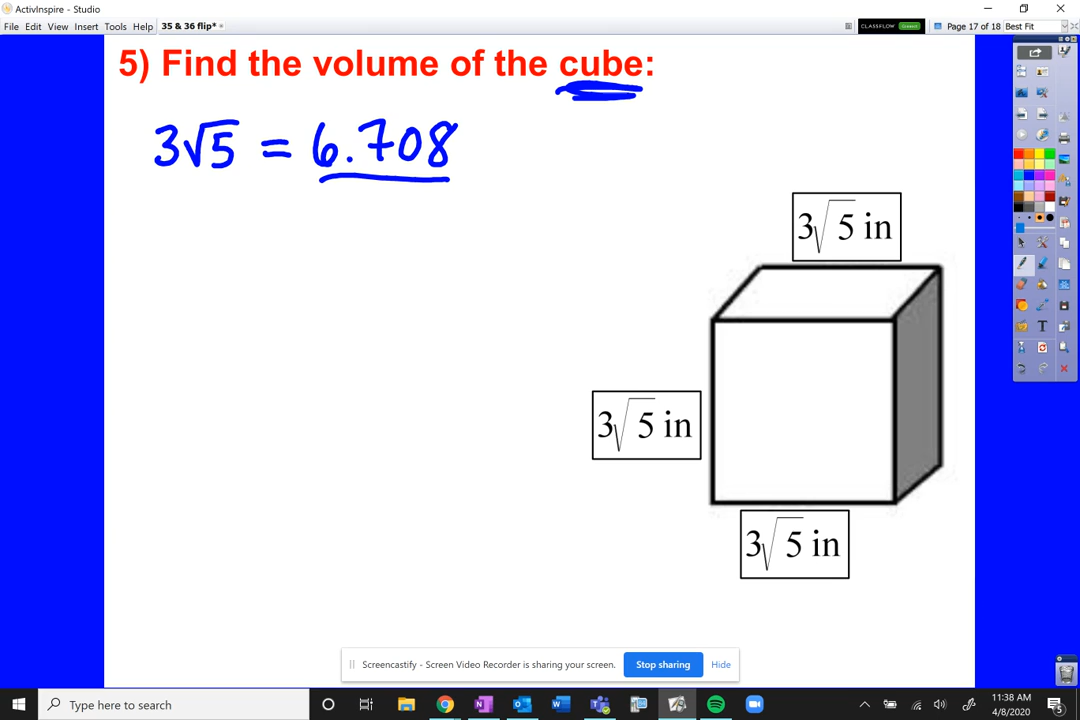 ActivInspire - Studio
File Edit View Insert Tools Help
35 & 36 flip*
CLASSFLOW
Page 17 of 18
Best Fit
5) Find the volume of the cube:
3√5 = 6.708
3√5 in
3√5 in
3√5 in
Screencastify - Screen Video Recorder is sharing your screen.
Stop sharing
Hide
Type here to search
11:38 AM
4/8/2020
5